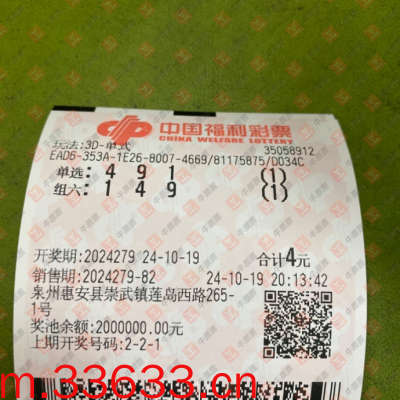 中国福利彩票
CHINA WELFARE LOTTERY
玩法:3D-单式 35058912
EAD6-353A-1E26-8007-4669/81175875/D034C
单选: 4 9 1 (1)
组六: 1 4 9 (1)
开奖期:2024279 24-10-19 合计4元
销售期:2024279-82 24-10-19 20:13:42
泉州惠安县崇武镇莲岛西路265-
1号
奖池余额:2000000.00元
上期开奖号码:2-2-1
m.33633.cn